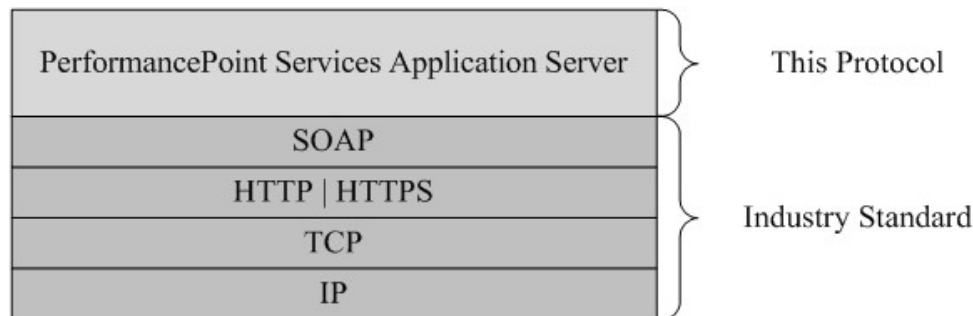 PerformancePoint Services Application Server
This Protocol
SOAP
HTTP | HTTPS
TCP
IP
Industry Standard